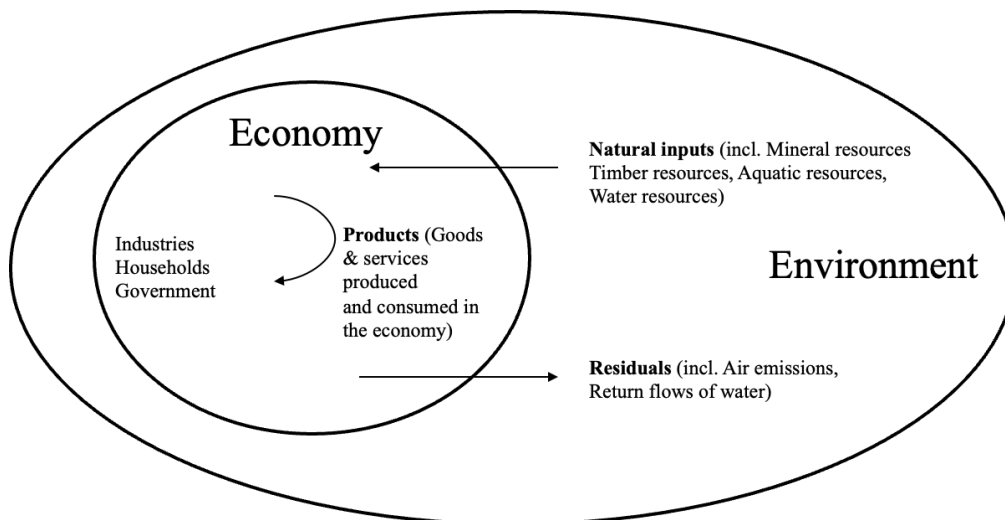 Economy
Natural inputs (incl. Mineral resources
Timber resources, Aquatic resources,
Water resources)
Industries
Households
Government
Products (Goods
& services
produced
and consumed in
the economy)
Environment
Residuals (incl. Air emissions,
Return flows of water)